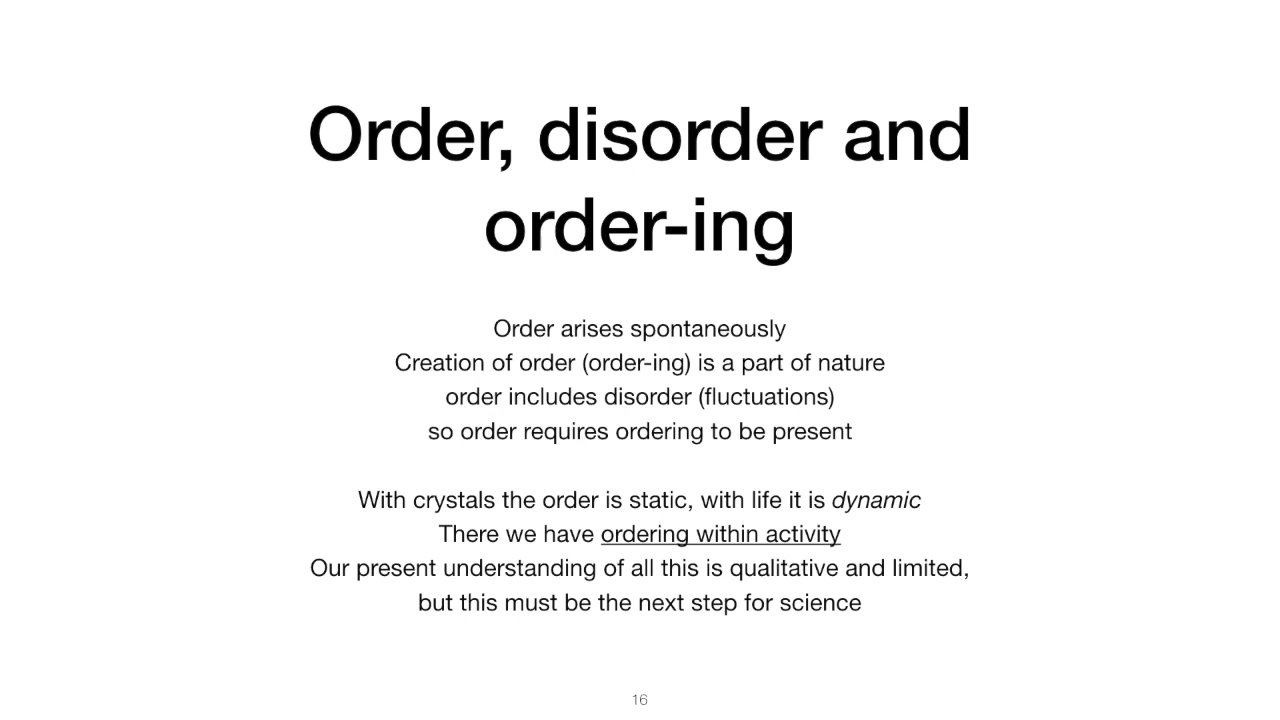 Order, disorder and
order-ing
Order arises spontaneously
Creation of order (order-ing) is a part of nature
order includes disorder (fluctuations)
so order requires ordering to be present
With crystals the order is static, with life it is dynamic
There we have ordering within activity
Our present understanding of all this is qualitative and limited,
but this must be the next step for science
16